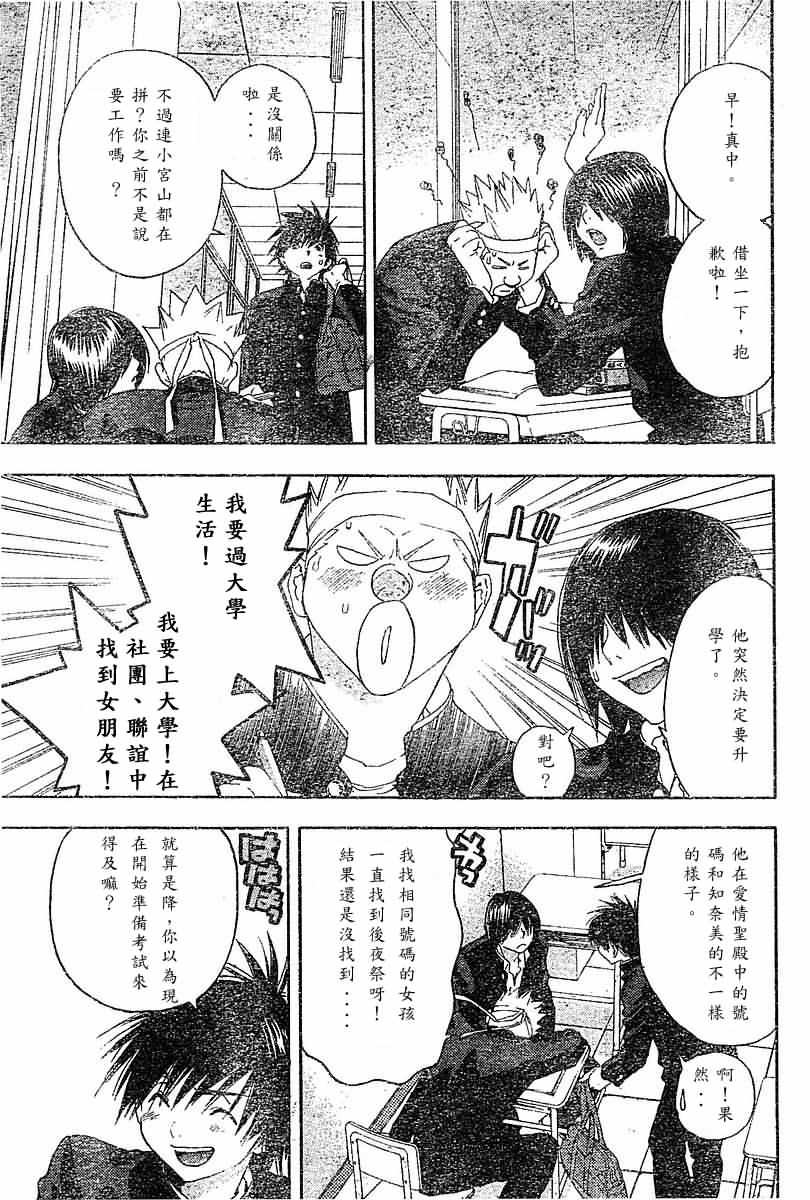 早！真中。
借坐一下，抱
歉啦！
是沒關係
啦...
不過連小宮山都在
拼？你之前不是說
要工作嗎？
他突然決定要升
學了。
對吧？
我要過大學
生活！
我要上大學！在
社團、聯誼中
找到女朋友！
他在愛情聖殿中的號
碼和知奈美的不一樣
的樣子。
啊！果
然..
我找相同號碼的女孩
一直找到後夜祭呀！
結果還是沒找到....
めっ
就算是降，你以為現
在開始準備考試來
得及嘛？
はははっ